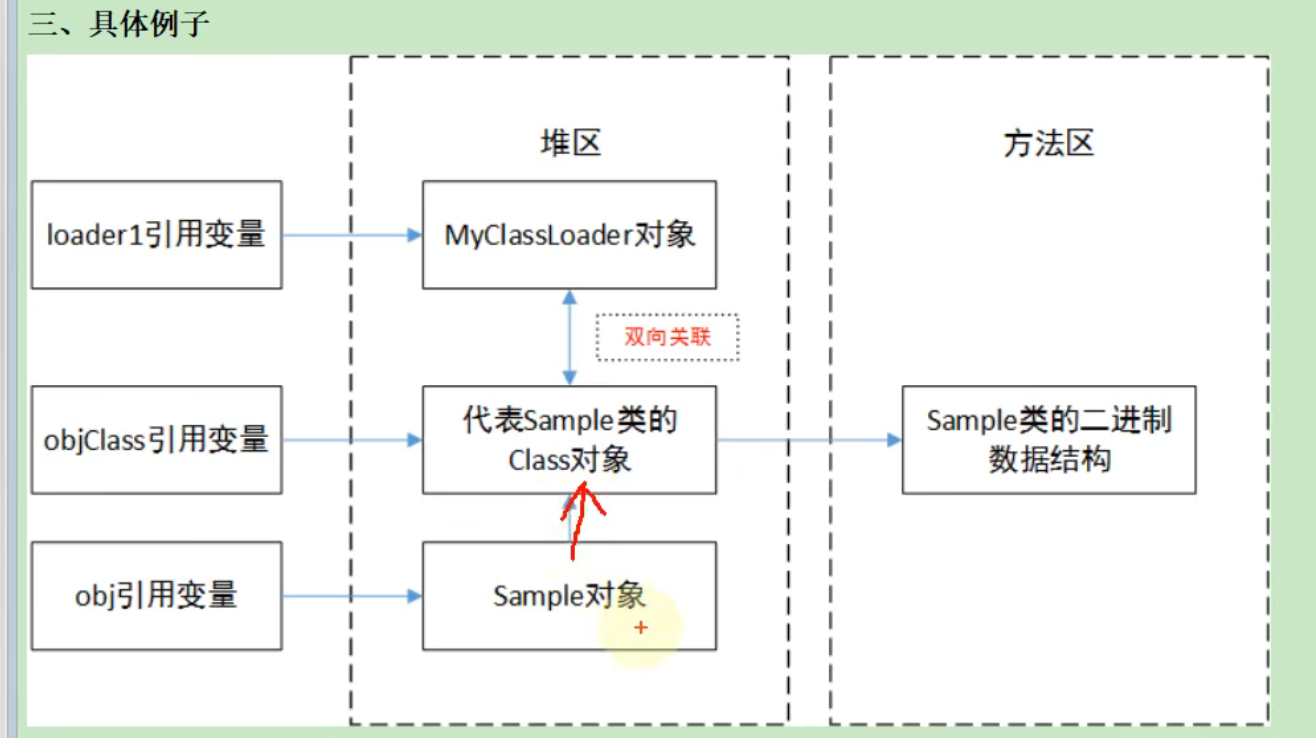 三、具体例子
堆区
方法区
loader1引用变量
MyClassLoader对象
双向关联
objClass引用变量
代表Sample类的
Class对象
Sample类的二进制
数据结构
obj引用变量
Sample对象